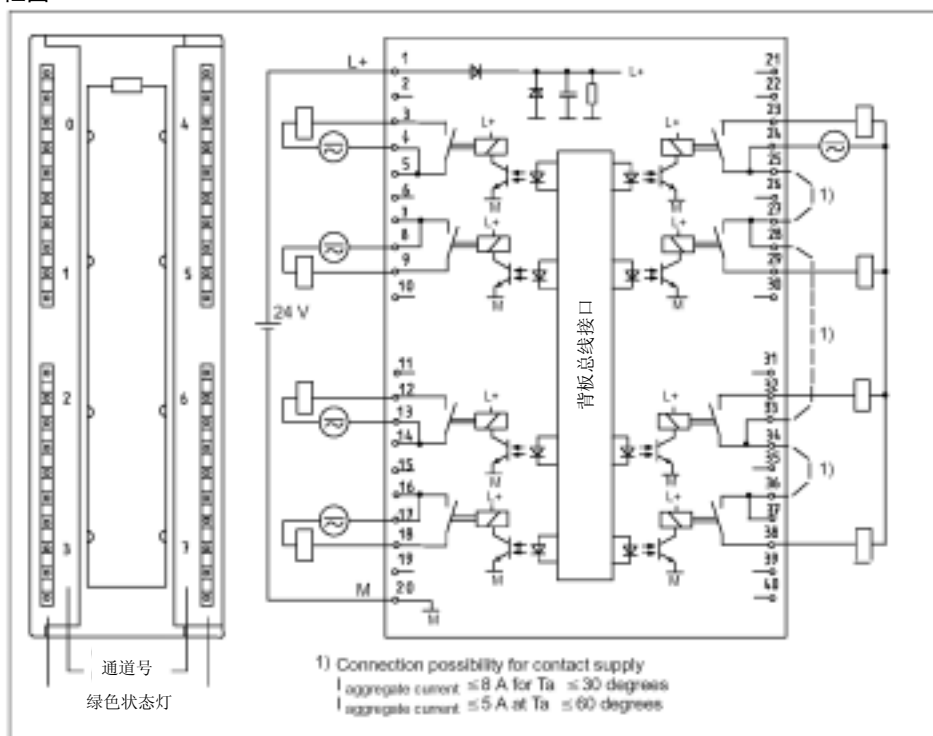 L+
1
2
3
4
5
6
7
8
9
10
11
12
13
14
15
16
17
18
19
20
M
24 V
0
1
2
3
4
5
6
7
通道号
绿色状态灯
L+
L+
L+
L+
L+
L+
L+
L+
L+
M
M
M
M
M
M
M
M
M
背板总线接口
21
22
23
24
25
26
27
28
29
30
31
32
33
34
35
36
37
38
39
40
1)
1)
1)
1) Connection possibility for contact supply
I aggregate current ≤8 A for Ta ≤30 degrees
I aggregate current ≤5 A at Ta ≤60 degrees